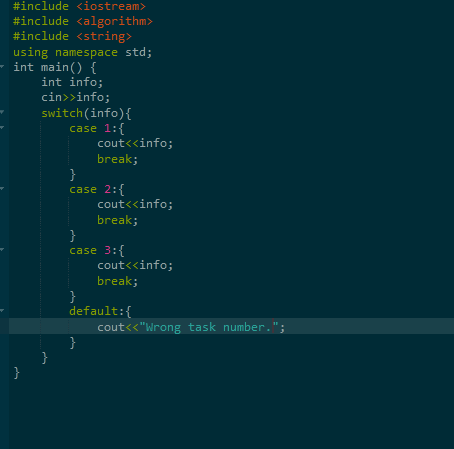 #include <iostream>
#include <algorithm>
#include <string>
using namespace std;
int main() {
    int info;
    cin>>info;
    switch(info){
        case 1:{
            cout<<info;
            break;
        }
        case 2:{
            cout<<info;
            break;
        }
        case 3:{
            cout<<info;
            break;
        }
        default:{
            cout<<"Wrong task number.";
        }
    }
}